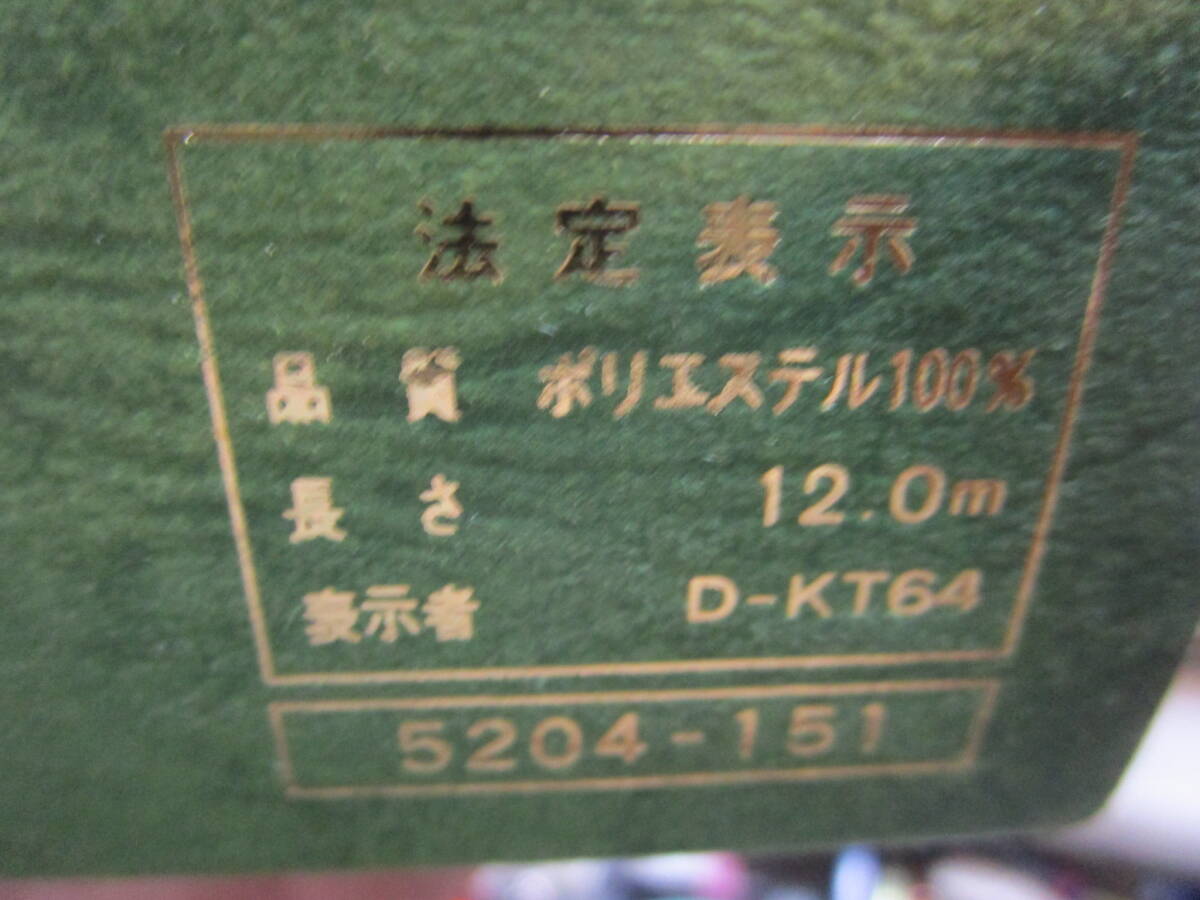 法定表示
品質 ポリエステル100%
長さ 12.0m
表示者 D-KT64
5204-151